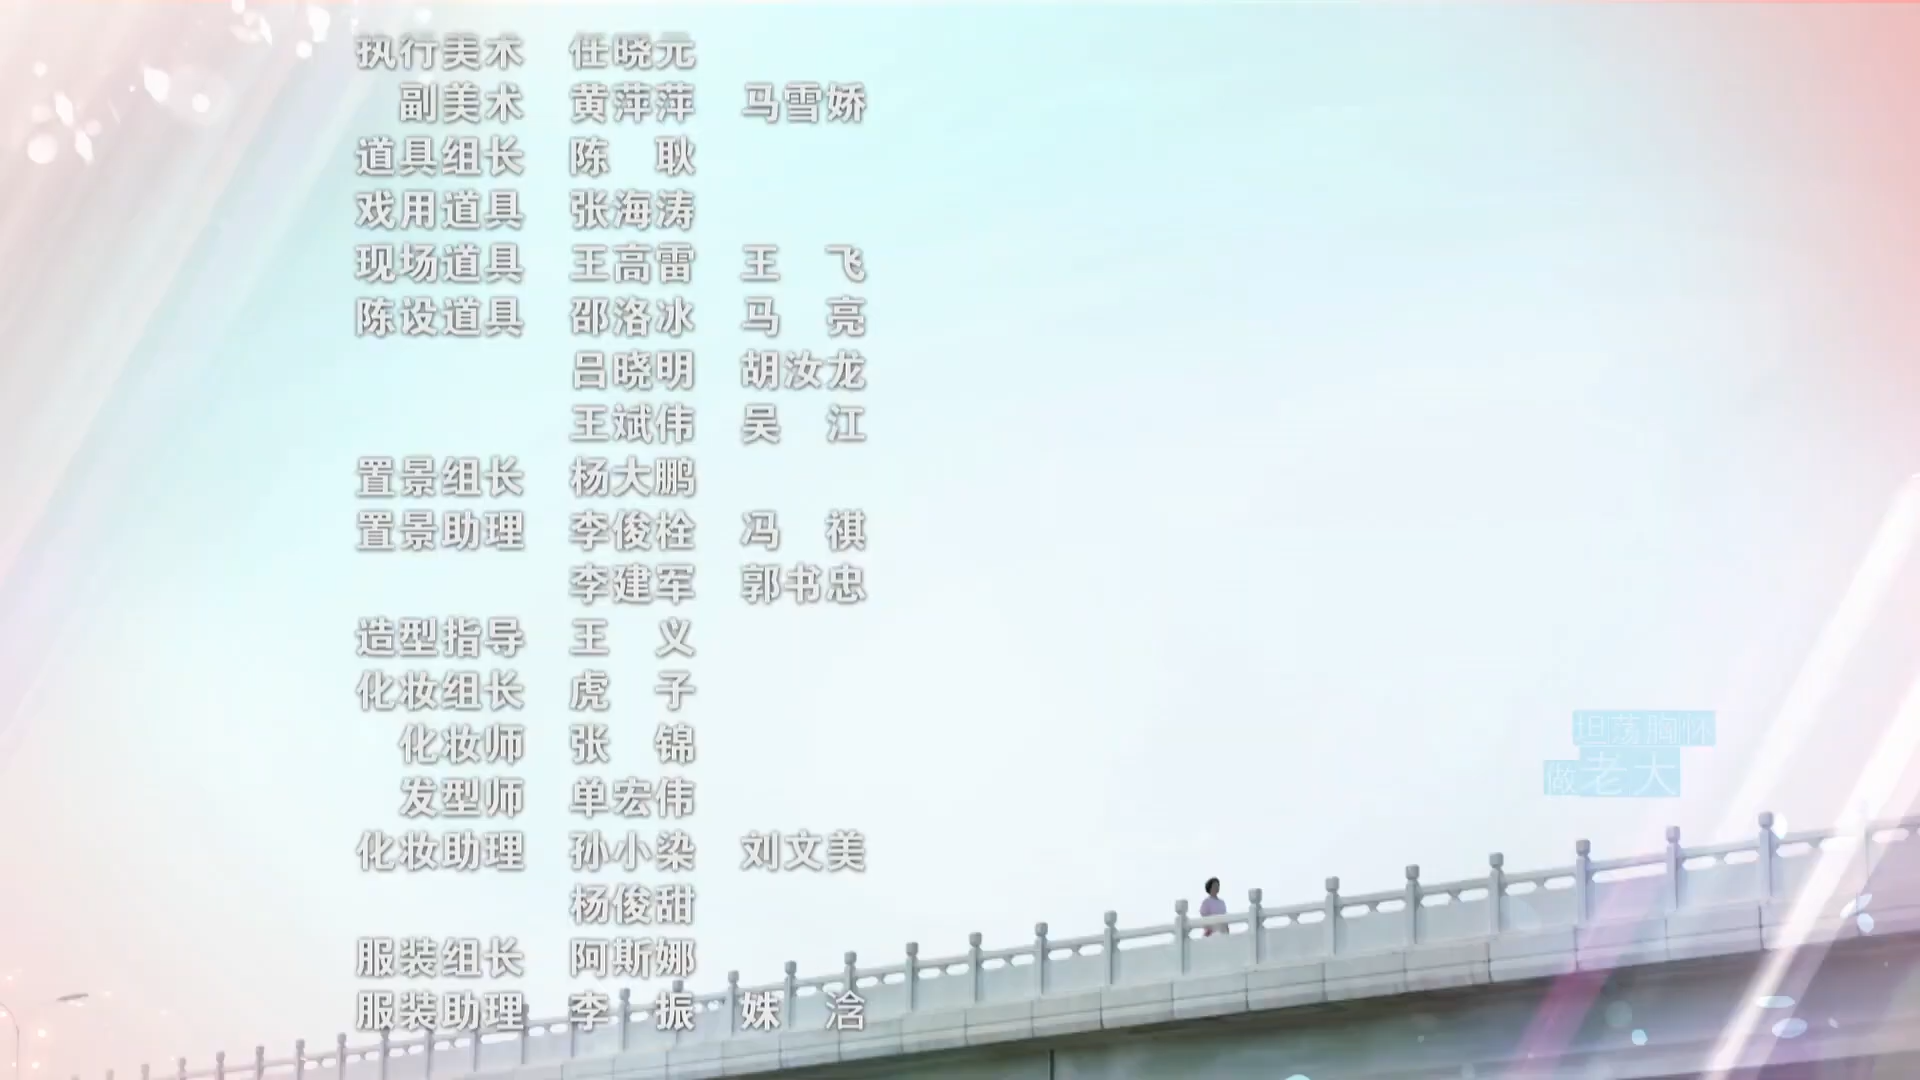 执行美术 任晓元
副美术 黄萍萍 马雪娇
道具组长 陈 耿
戏用道具 张海涛
现场道具 王高雷 王 飞
陈设道具 邵洛冰 马 亮
吕晓明 胡汝龙
王斌伟 吴 江
置景组长 杨大鹏
置景助理 李俊栓 冯 祺
李建军 郭书忠
造型指导 王 义
化妆组长 虎 子
化妆师 张 锦
发型师 单宏伟
化妆助理 孙小染 刘文美
杨俊甜
服装组长 阿斯娜
服装助理 李 振 姝 浛
坦荡胸怀
做老大